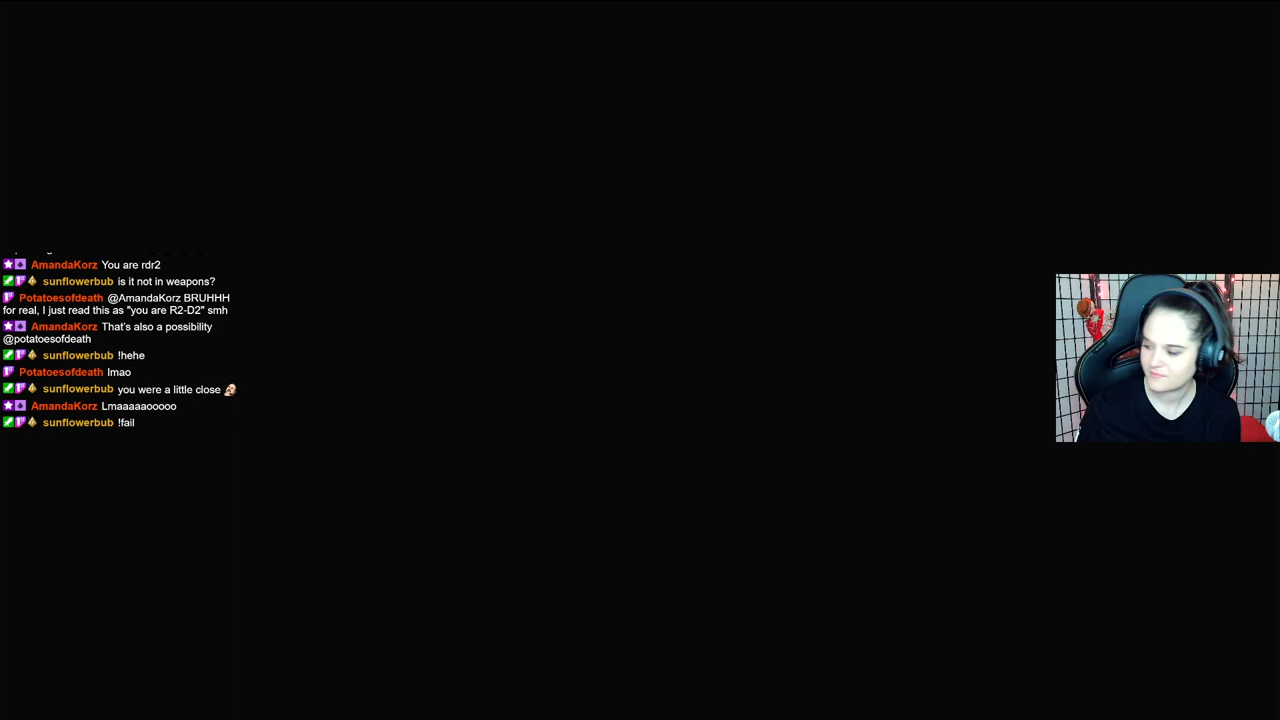 AmandaKorz You are rdr2
sunflowerbub is it not in weapons?
Potatoesofdeath @AmandaKorz BRUHHH
for real, I just read this as "you are R2-D2" smh
AmandaKorz That's also a possibility
@potatoesofdeath
sunflowerbub !hehe
Potatoesofdeath lmao
sunflowerbub you were a little close
AmandaKorz Lmaaaaaooooo
sunflowerbub !fail